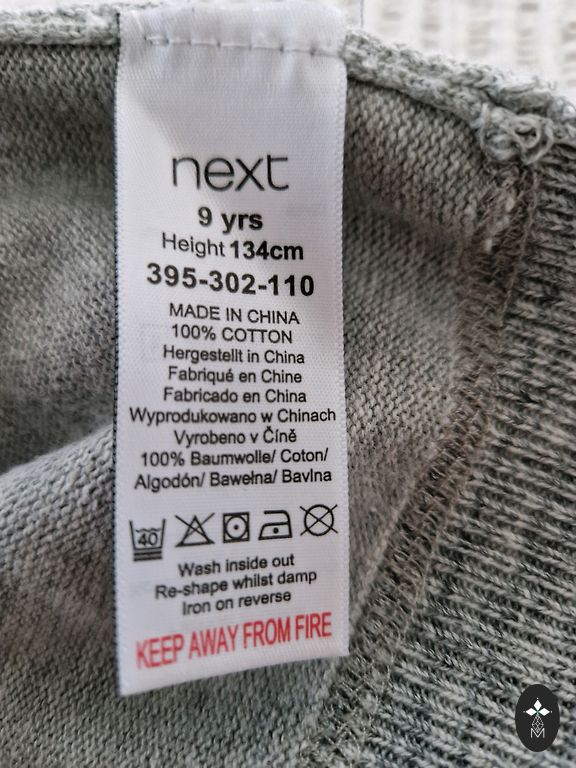 next
9 yrs
Height 134cm
395-302-110
MADE IN CHINA
100% COTTON
Hergestellt in China
Fabriqué en Chine
Fabricado en China
Wyprodukowano w Chinach
Vyrobeno v Číně
100% Baumwolle/ Coton/
Algodón/ Bawełna/ Bavlna
40
Wash inside out
Re-shape whilst damp
Iron on reverse
KEEP AWAY FROM FIRE
M